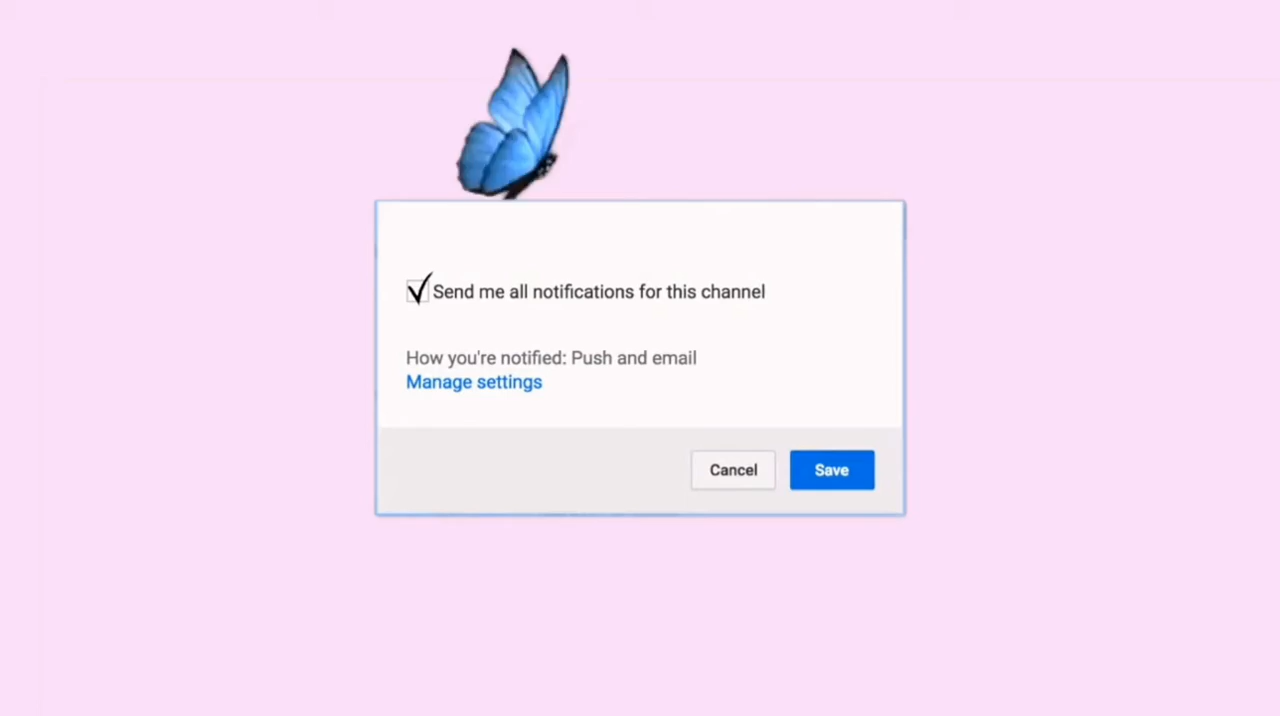 Send me all notifications for this channel
How you're notified: Push and email
Manage settings
Cancel Save